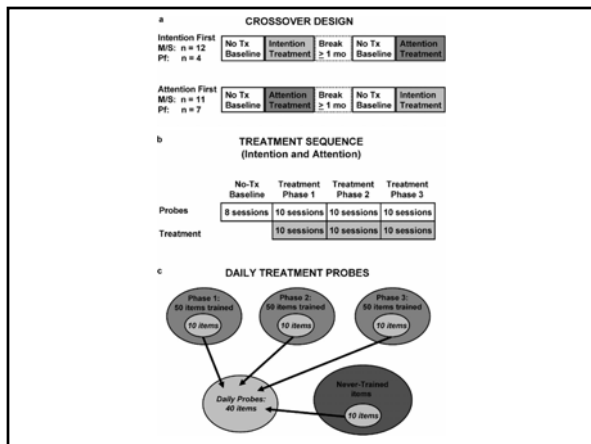 a
CROSSOVER DESIGN
Intention First
M/S: n = 12
Pf: n = 4
No Tx Baseline
Intention Treatment
Break ≥ 1 mo
No Tx Baseline
Attention Treatment
Attention First
M/S: n = 11
Pf: n = 7
No Tx Baseline
Attention Treatment
Break ≥ 1 mo
No Tx Baseline
Intention Treatment
b
TREATMENT SEQUENCE
(Intention and Attention)
No-Tx Baseline
Treatment Phase 1
Treatment Phase 2
Treatment Phase 3
Probes
8 sessions
10 sessions
10 sessions
10 sessions
Treatment
10 sessions
10 sessions
10 sessions
c
DAILY TREATMENT PROBES
Phase 1:
50 items trained
10 items
Phase 2:
50 items trained
10 items
Phase 3:
50 items trained
10 items
Daily Probes:
40 items
Never-Trained
items
10 items